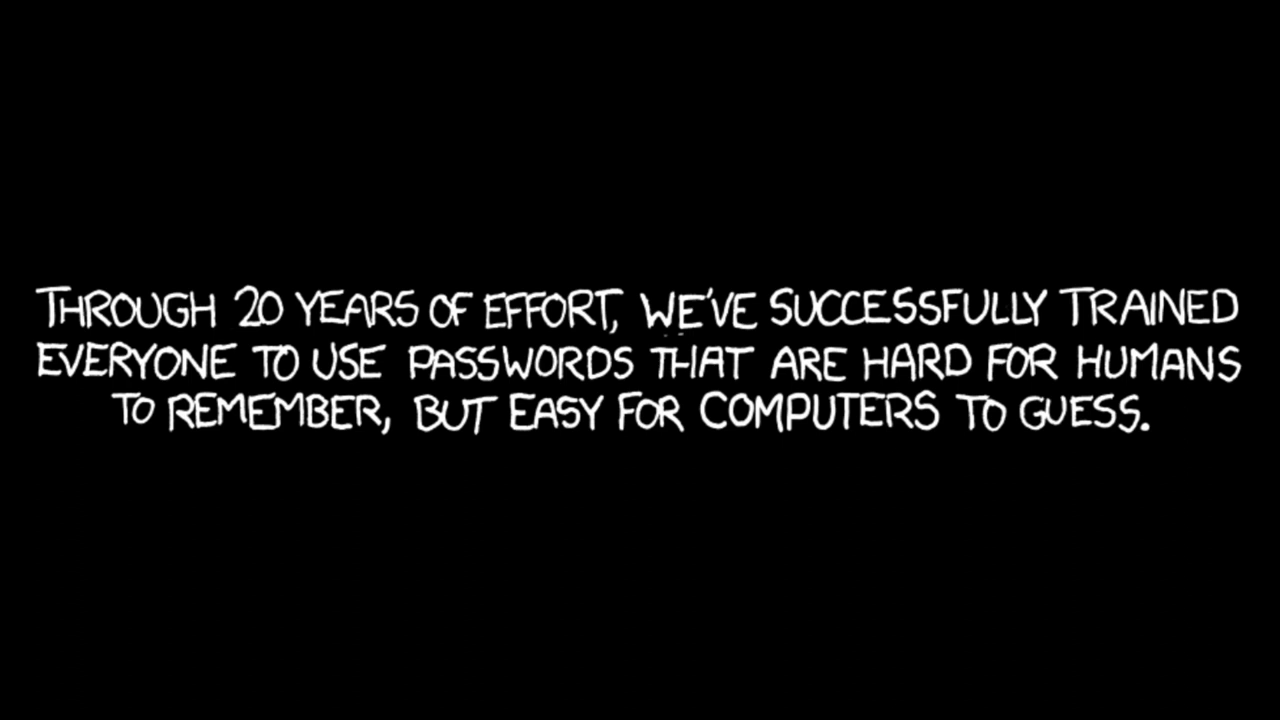 THROUGH 20 YEARS OF EFFORT, WE'VE SUCCESSFULLY TRAINED
EVERYONE TO USE PASSWORDS THAT ARE HARD FOR HUMANS
TO REMEMBER, BUT EASY FOR COMPUTERS TO GUESS.